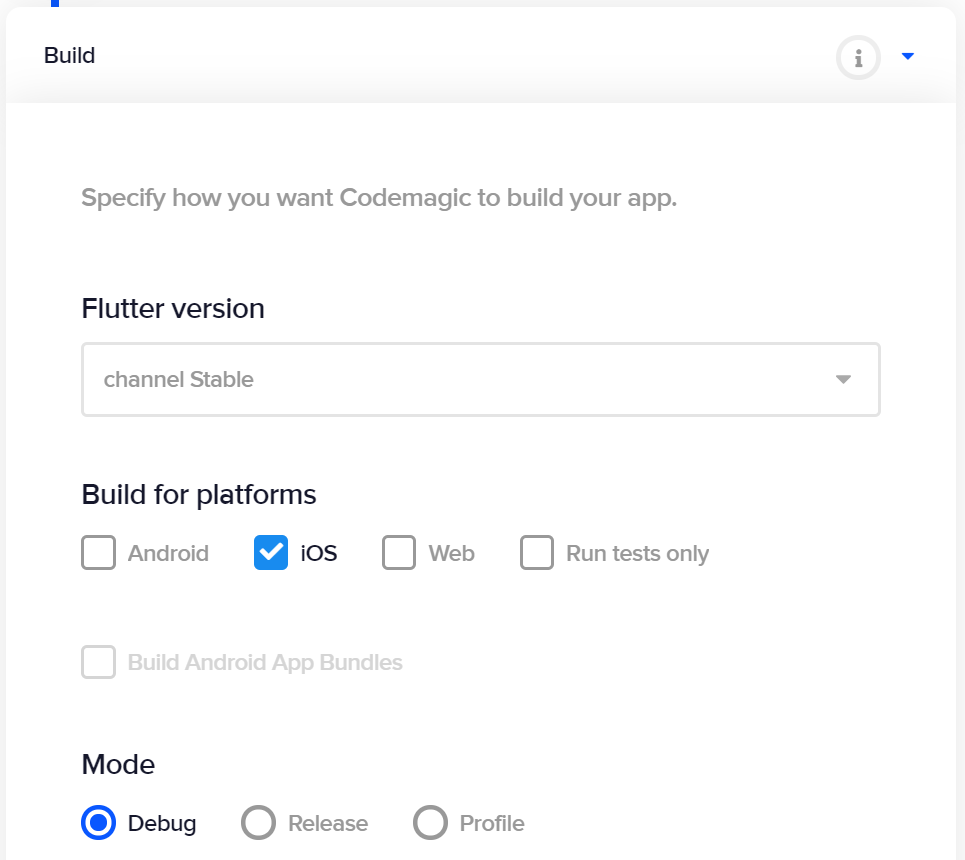 Build
Specify how you want Codemagic to build your app.
Flutter version
channel Stable
Build for platforms
Android iOS Web Run tests only
Build Android App Bundles
Mode
Debug Release Profile